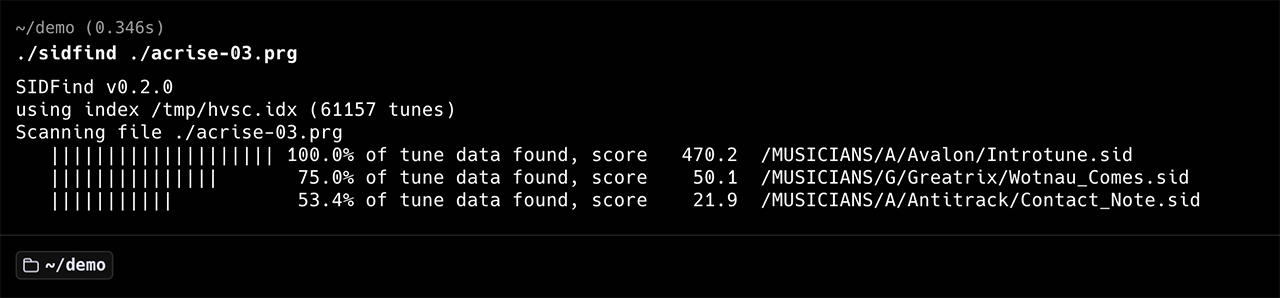 ~/demo (0.346s)
./sidfind ./acrise-03.prg
SIDFind v0.2.0
using index /tmp/hvsc.idx (61157 tunes)
Scanning file ./acrise-03.prg
|||||||||||||||||||| 100.0% of tune data found, score   470.2  /MUSICIANS/A/Avalon/Introtune.sid
|||||||||||||||       75.0% of tune data found, score    50.1  /MUSICIANS/G/Greatrix/Wotnau_Comes.sid
|||||||||||           53.4% of tune data found, score    21.9  /MUSICIANS/A/Antitrack/Contact_Note.sid
~/demo